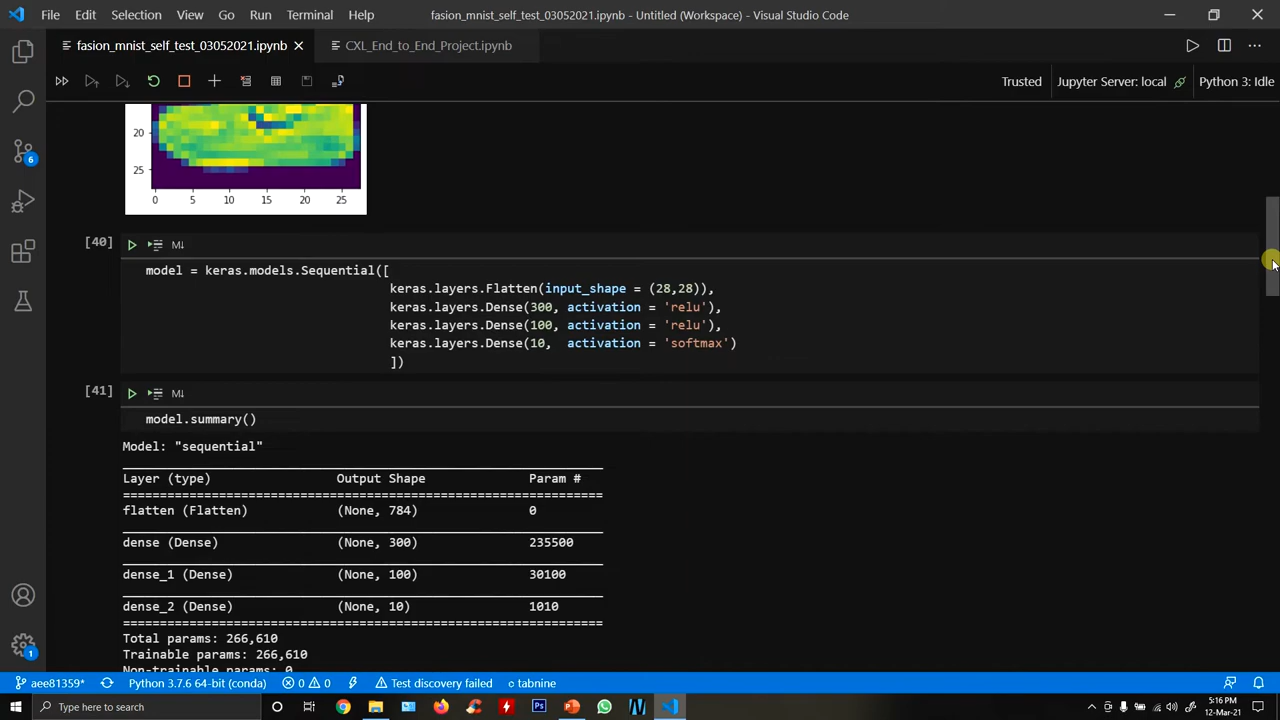 File Edit Selection View Go Run Terminal Help fasion_mnist_self_test_03052021.ipynb - Untitled (Workspace) - Visual Studio Code
fasion_mnist_self_test_03052021.ipynb CXL_End_to_End_Project.ipynb
Trusted Jupyter Server: local Python 3: Idle
20
25
0 5 10 15 20 25
[40]
M↓
model = keras.models.Sequential([
keras.layers.Flatten(input_shape = (28,28)),
keras.layers.Dense(300, activation = 'relu'),
keras.layers.Dense(100, activation = 'relu'),
keras.layers.Dense(10, activation = 'softmax')
])
[41]
M↓
model.summary()
Model: "sequential"
Layer (type) Output Shape Param #
=================================================================
flatten (Flatten) (None, 784) 0
dense (Dense) (None, 300) 235500
dense_1 (Dense) (None, 100) 30100
dense_2 (Dense) (None, 10) 1010
=================================================================
Total params: 266,610
Trainable params: 266,610
Non-trainable params: 0
6
1
aee81359* Python 3.7.6 64-bit (conda) 0 0 Test discovery failed tabnine
Type here to search
5:16 PM
12-Mar-21